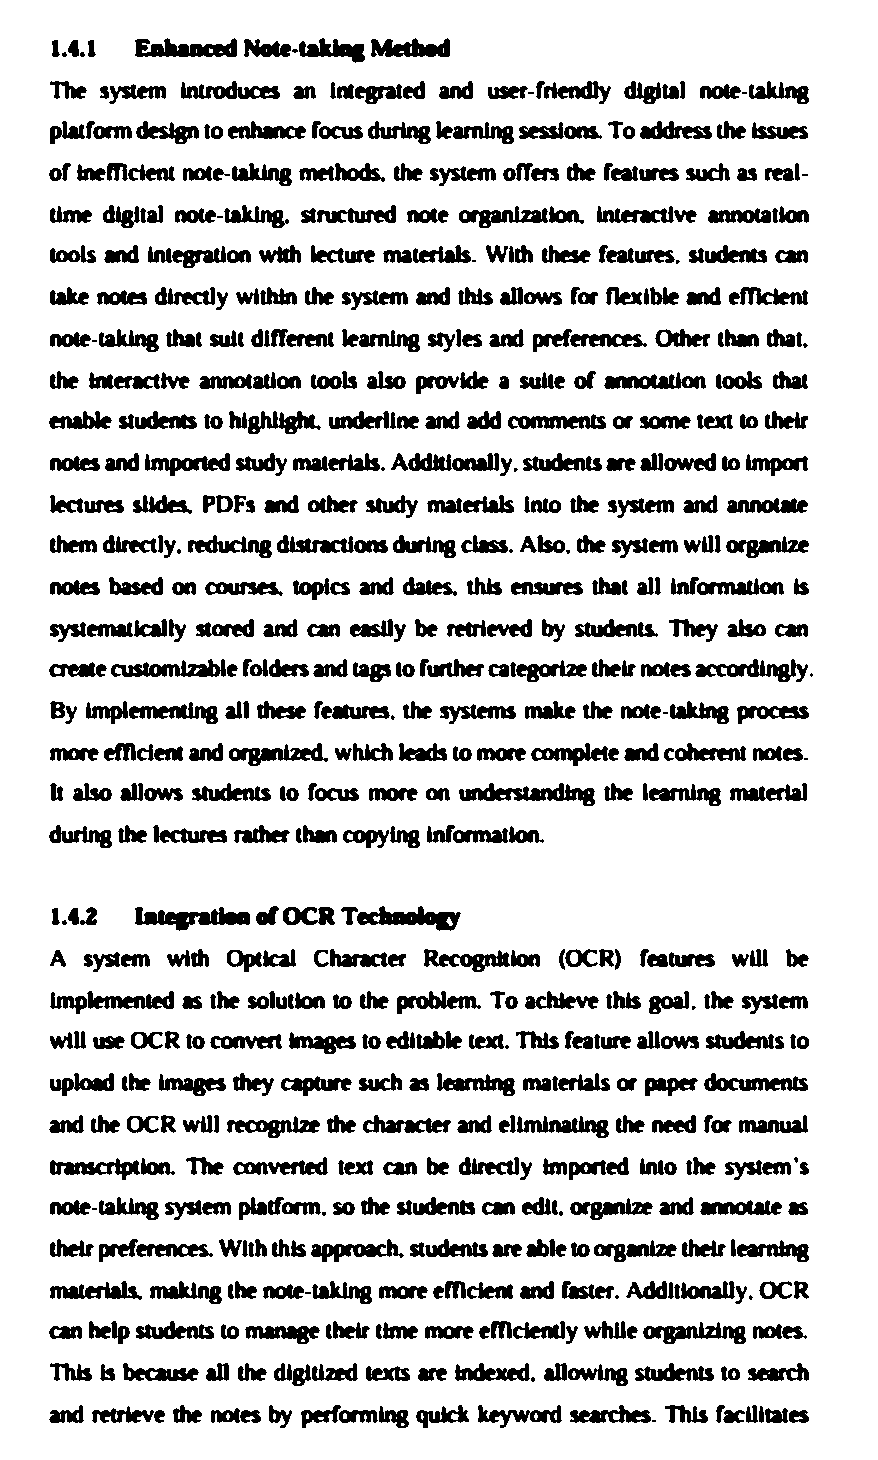 1.4.1 Enhanced Note-taking Method
The system introduces an integrated and user-friendly digital note-taking
platform design to enhance focus during learning sessions. To address the issues
of inefficient note-taking methods, the system offers the features such as real-
time digital note-taking, structured note organization, interactive annotation
tools and integration with lecture materials. With these features, students can
take notes directly within the system and this allows for flexible and efficient
note-taking that suit different learning styles and preferences. Other than that,
the interactive annotation tools also provide a suite of annotation tools that
enable students to highlight, underline and add comments or some text to their
notes and imported study materials. Additionally, students are allowed to import
lectures slides, PDFs and other study materials into the system and annotate
them directly, reducing distractions during class. Also, the system will organize
notes based on courses, topics and dates, this ensures that all information is
systematically stored and can easily be retrieved by students. They also can
create customizable folders and tags to further categorize their notes accordingly.
By implementing all these features, the systems make the note-taking process
more efficient and organized, which leads to more complete and coherent notes.
It also allows students to focus more on understanding the learning material
during the lectures rather than copying information.
1.4.2 Integration of OCR Technology
A system with Optical Character Recognition (OCR) features will be
implemented as the solution to the problem. To achieve this goal, the system
will use OCR to convert images to editable text. This feature allows students to
upload the images they capture such as learning materials or paper documents
and the OCR will recognize the character and eliminating the need for manual
transcription. The converted text can be directly imported into the system's
note-taking system platform, so the students can edit, organize and annotate as
their preferences. With this approach, students are able to organize their learning
materials, making the note-taking more efficient and faster. Additionally, OCR
can help students to manage their time more efficiently while organizing notes.
This is because all the digitized texts are indexed, allowing students to search
and retrieve the notes by performing quick keyword searches. This facilitates